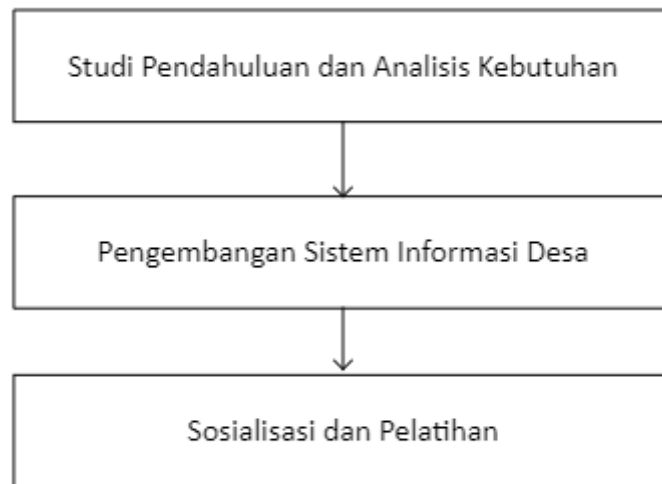 Studi Pendahuluan dan Analisis Kebutuhan
Pengembangan Sistem Informasi Desa
Sosialisasi dan Pelatihan